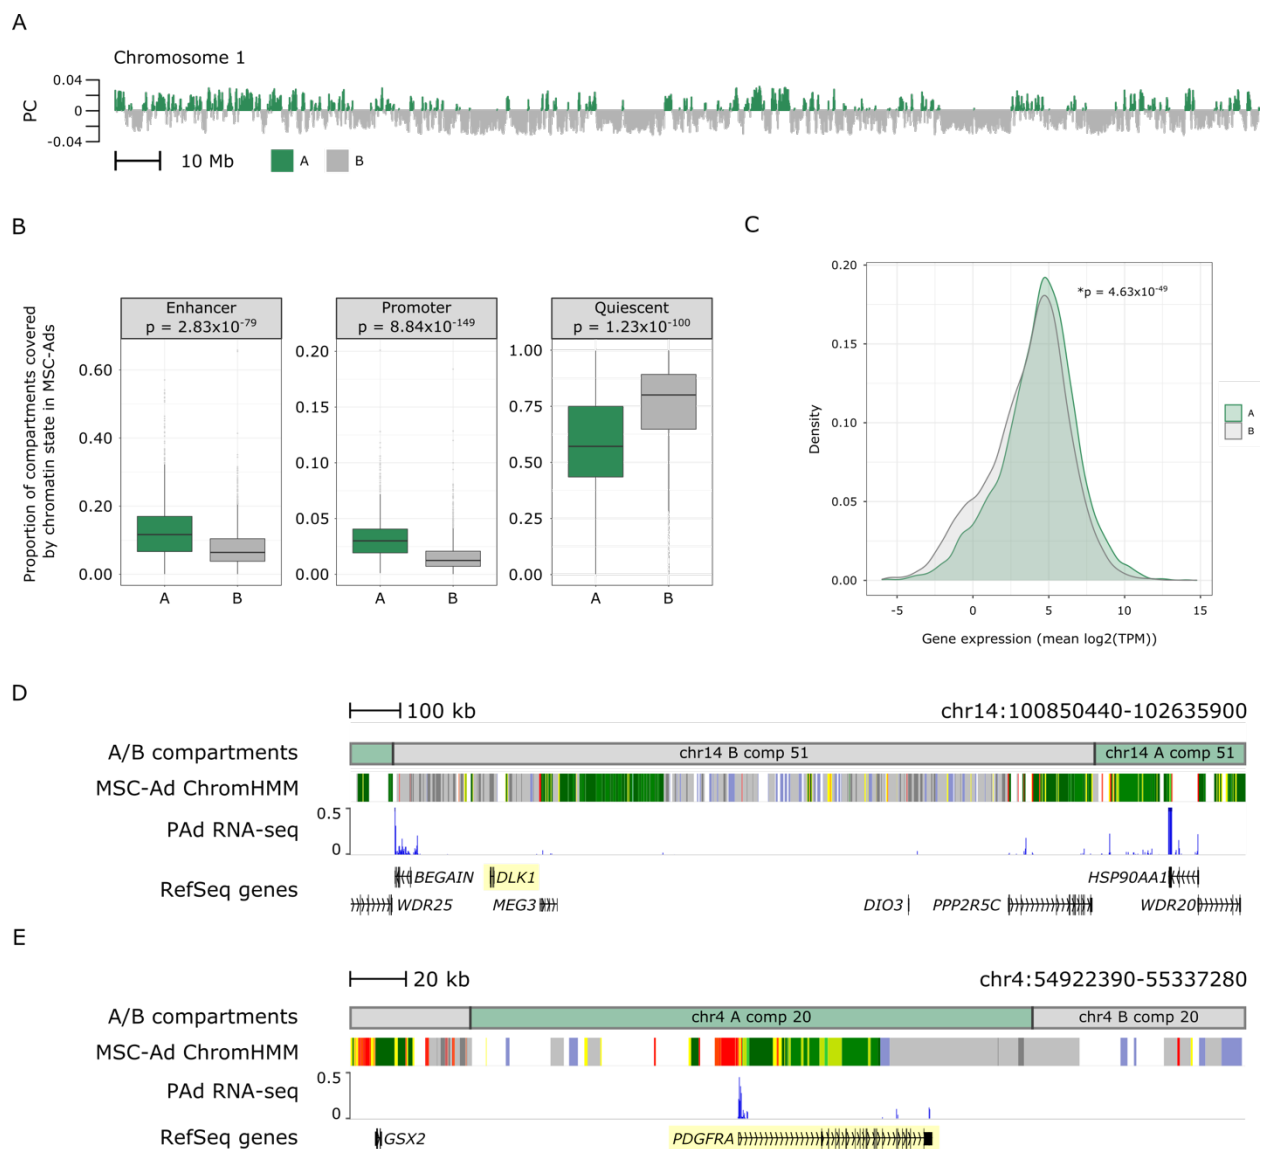 A
Chromosome 1
PC
0.04
0
-0.04
10 Mb
A
B
B
Proportion of compartments covered by chromatin state in MSC-Ads
Enhancer
p = 2.83x10-79
0.60
0.40
0.20
0.00
A B
Promoter
p = 8.84x10-149
0.20
0.15
0.10
0.05
0.00
A B
Quiescent
p = 1.23x10-100
1.00
0.75
0.50
0.25
0.00
A B
C
Density
0.20
0.15
0.10
0.05
0.00
*p = 4.63x10-49
-5 0 5 10 15
Gene expression (mean log2(TPM))
A
B
D
100 kb
chr14:100850440-102635900
A/B compartments
chr14 B comp 51
chr14 A comp 51
MSC-Ad ChromHMM
PAd RNA-seq
0.5
0
RefSeq genes
BEGAIN
DLK1
HSP90AA1
WDR25
MEG3
DIO3
PPP2R5C
WDR20
E
20 kb
chr4:54922390-55337280
A/B compartments
chr4 A comp 20
chr4 B comp 20
MSC-Ad ChromHMM
PAd RNA-seq
0.5
0
RefSeq genes
GSX2
PDGFRA